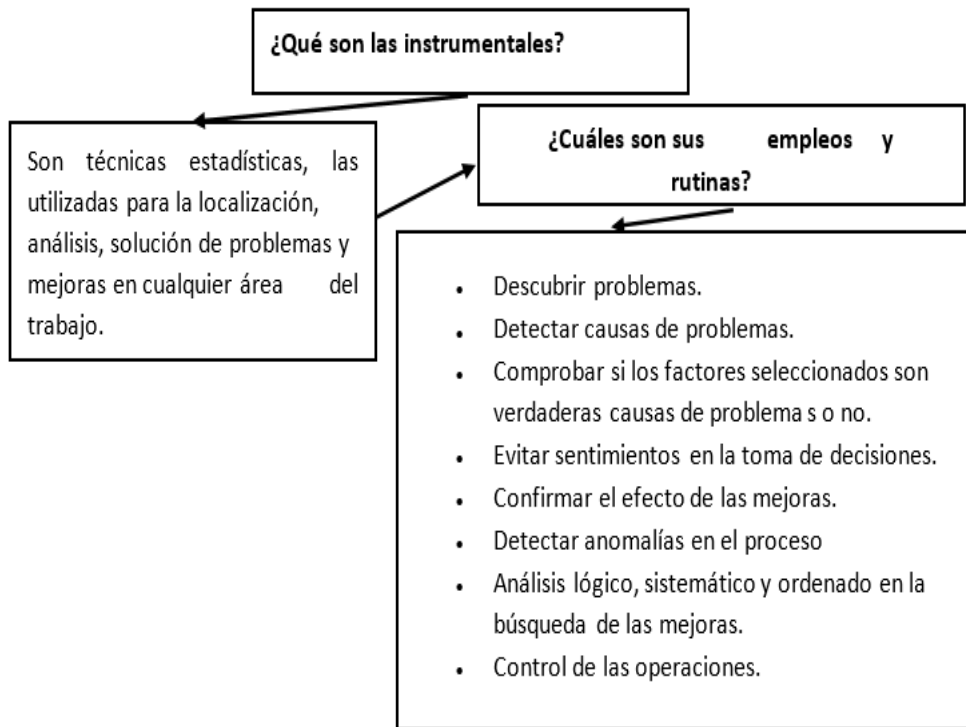 ¿Qué son las instrumentales?
Son técnicas estadísticas, las
utilizadas para la localización,
análisis, solución de problemas y
mejoras en cualquier área del
trabajo.
¿Cuáles son sus empleos y
rutinas?
• Descubrir problemas.
• Detectar causas de problemas.
• Comprobar si los factores seleccionados son
verdaderas causas de problema s o no.
• Evitar sentimientos en la toma de decisiones.
• Confirmar el efecto de las mejoras.
• Detectar anomalías en el proceso
• Análisis lógico, sistemático y ordenado en la
búsqueda de las mejoras.
• Control de las operaciones.